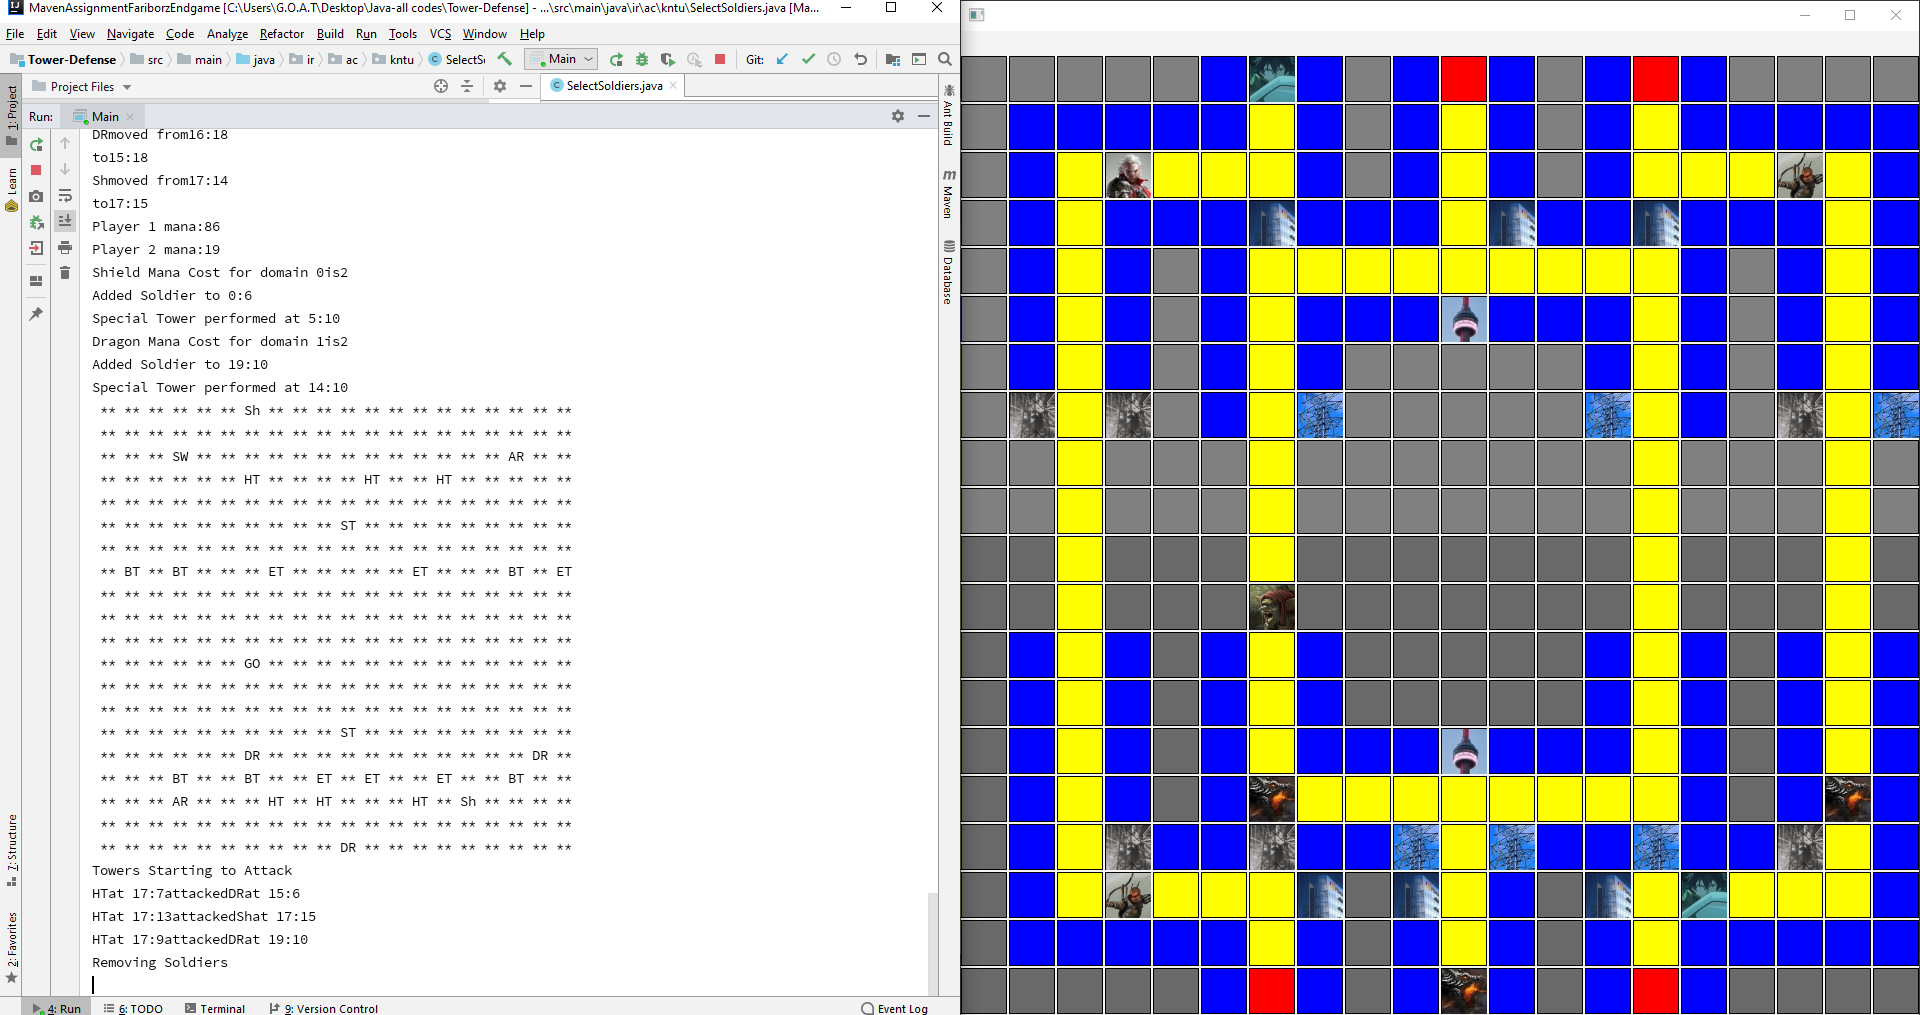 MavenAssignmentFariborzEndgame [C:\Users\G.O.A.T\Desktop\Java-all codes\Tower-Defense] - ...\src\main\java\ir\ac\kntu\SelectSoldiers.java [Ma...
File Edit View Navigate Code Analyze Refactor Build Run Tools VCS Window Help
Tower-Defense src main java ir ac kntu SelectS Main Git:
1: Project
Learn
7: Structure
2: Favorites
Project Files SelectSoldiers.java
Run: Main
DRmoved from16:18
to15:18
Shmoved from17:14
to17:15
Player 1 mana:86
Player 2 mana:19
Shield Mana Cost for domain 0is2
Added Soldier to 0:6
Special Tower performed at 5:10
Dragon Mana Cost for domain 1is2
Added Soldier to 19:10
Special Tower performed at 14:10
** ** ** ** ** ** Sh ** ** ** ** ** ** ** ** ** ** ** ** **
** ** ** ** ** ** ** ** ** ** ** ** ** ** ** ** ** ** ** **
** ** ** SW ** ** ** ** ** ** ** ** ** ** ** ** ** AR ** **
** ** ** ** ** ** HT ** ** ** ** HT ** ** HT ** ** ** ** **
** ** ** ** ** ** ** ** ** ** ** ** ** ** ** ** ** ** ** **
** ** ** ** ** ** ** ** ** ** ST ** ** ** ** ** ** ** ** **
** ** ** ** ** ** ** ** ** ** ** ** ** ** ** ** ** ** ** **
** BT ** BT ** ** ** ET ** ** ** ** ** ET ** ** ** BT ** ET
** ** ** ** ** ** ** ** ** ** ** ** ** ** ** ** ** ** ** **
** ** ** ** ** ** ** ** ** ** ** ** ** ** ** ** ** ** ** **
** ** ** ** ** ** ** ** ** ** ** ** ** ** ** ** ** ** ** **
** ** ** ** ** ** GO ** ** ** ** ** ** ** ** ** ** ** ** **
** ** ** ** ** ** ** ** ** ** ** ** ** ** ** ** ** ** ** **
** ** ** ** ** ** ** ** ** ** ** ** ** ** ** ** ** ** ** **
** ** ** ** ** ** ** ** ** ** ST ** ** ** ** ** ** ** ** **
** ** ** ** ** ** DR ** ** ** ** ** ** ** ** ** ** ** DR **
** ** ** BT ** ** BT ** ** ET ** ET ** ** ET ** ** BT ** **
** ** ** AR ** ** ** HT ** HT ** ** ** HT ** Sh ** ** ** **
** ** ** ** ** ** ** ** ** ** ** ** ** ** ** ** ** ** ** **
** ** ** ** ** ** ** ** ** ** DR ** ** ** ** ** ** ** ** **
Towers Starting to Attack
HTat 17:7attackedDRat 15:6
HTat 17:13attackedShat 17:15
HTat 17:9attackedDRat 19:10
Removing Soldiers
Ant Build
m Maven
Database
4: Run 6: TODO Terminal 9: Version Control Event Log